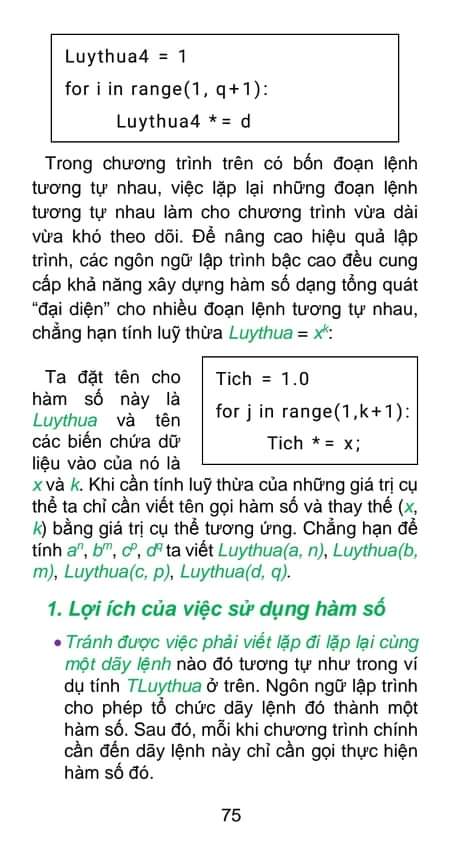 Luythua4 = 1
for i in range(1, q+1):
Luythua4 *= d
Trong chương trình trên có bốn đoạn lệnh
tương tự nhau, việc lặp lại những đoạn lệnh
tương tự nhau làm cho chương trình vừa dài
vừa khó theo dõi. Để nâng cao hiệu quả lập
trình, các ngôn ngữ lập trình bậc cao đều cung
cấp khả năng xây dựng hàm số dạng tổng quát
“đại diện” cho nhiều đoạn lệnh tương tự nhau,
chẳng hạn tính luỹ thừa Luythua = xᵏ:
Ta đặt tên cho
hàm số này là
Luythua và tên
các biến chứa dữ
liệu vào của nó là
Tich = 1.0
for j in range(1,k+1):
Tich *= x;
x và k. Khi cần tính luỹ thừa của những giá trị cụ
thể ta chỉ cần viết tên gọi hàm số và thay thế (x,
k) bằng giá trị cụ thể tương ứng. Chẳng hạn để
tính aⁿ, bᵐ, cᵖ, d^q ta viết Luythua(a, n), Luythua(b,
m), Luythua(c, p), Luythua(d, q).
1. Lợi ích của việc sử dụng hàm số
• Tránh được việc phải viết lặp đi lặp lại cùng
một dãy lệnh nào đó tương tự như trong ví
dụ tính TLuythua ở trên. Ngôn ngữ lập trình
cho phép tổ chức dãy lệnh đó thành một
hàm số. Sau đó, mỗi khi chương trình chính
cần đến dãy lệnh này chỉ cần gọi thực hiện
hàm số đó.
75